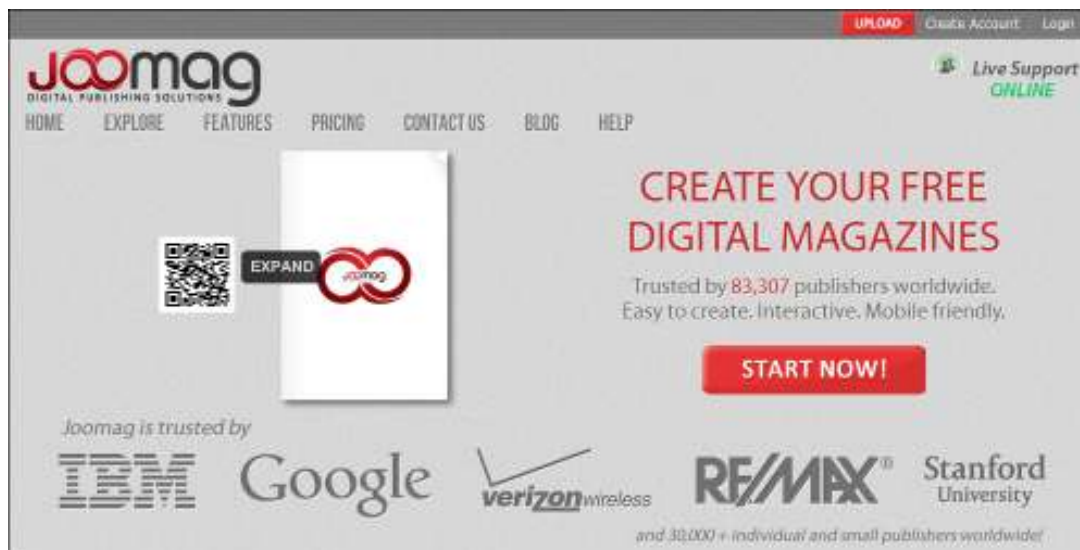 UPLOAD Create Account Login
Joomag
DIGITAL PUBLISHING SOLUTIONS
Live Support
ONLINE
HOME EXPLORE FEATURES PRICING CONTACT US BLOG HELP
CREATE YOUR FREE
DIGITAL MAGAZINES
EXPAND
Joomag
Trusted by 83,307 publishers worldwide.
Easy to create. Interactive. Mobile friendly.
START NOW!
Joomag is trusted by
IBM Google verizonwireless RE/MAX® Stanford
University
and 30,000 + individual and small publishers worldwide!